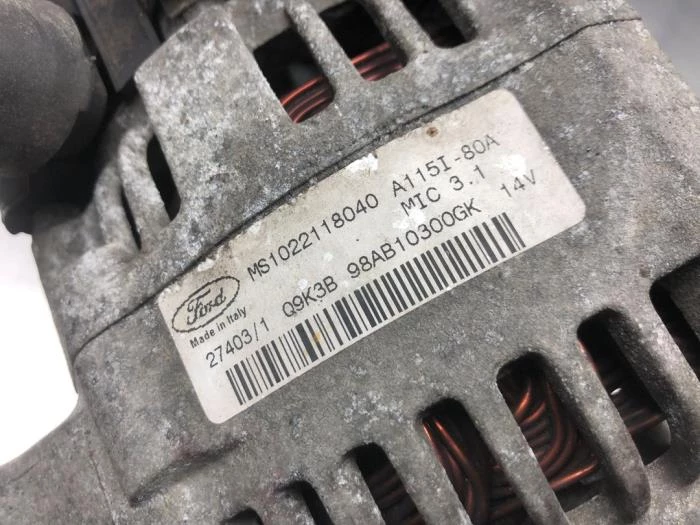 Ford
Made in Italy
MS1022118040 A115I-80A
MIC 3.1
27403/1 Q9K3B 98AB10300GK 14V